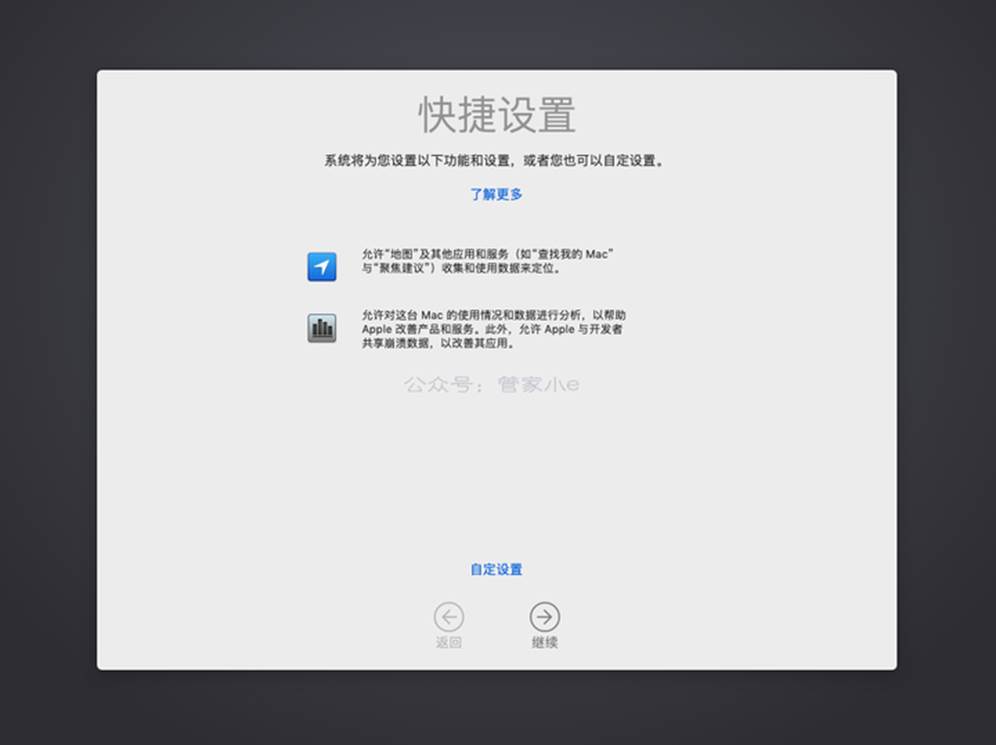 快捷设置
系统将为您设置以下功能和设置，或者您也可以自定设置。
了解更多
允许“地图”及其他应用和服务（如“查找我的 Mac”
与“聚焦建议”）收集和使用数据来定位。
允许对这台 Mac 的使用情况和数据进行分析，以帮助
Apple 改善产品和服务。此外，允许 Apple 与开发者
共享崩溃数据，以改善其应用。
公众号：管家小e
自定设置
返回
继续